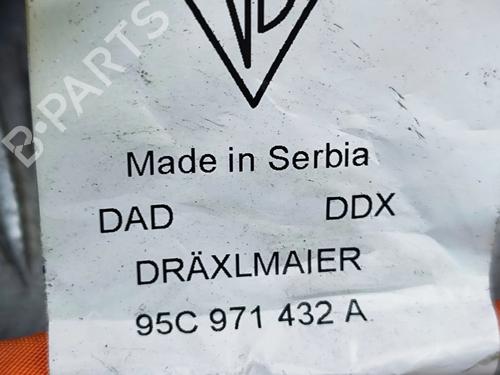 B-PARTS
Made in Serbia
DAD DDX
DRÄXLMAIER
95C 971 432 A